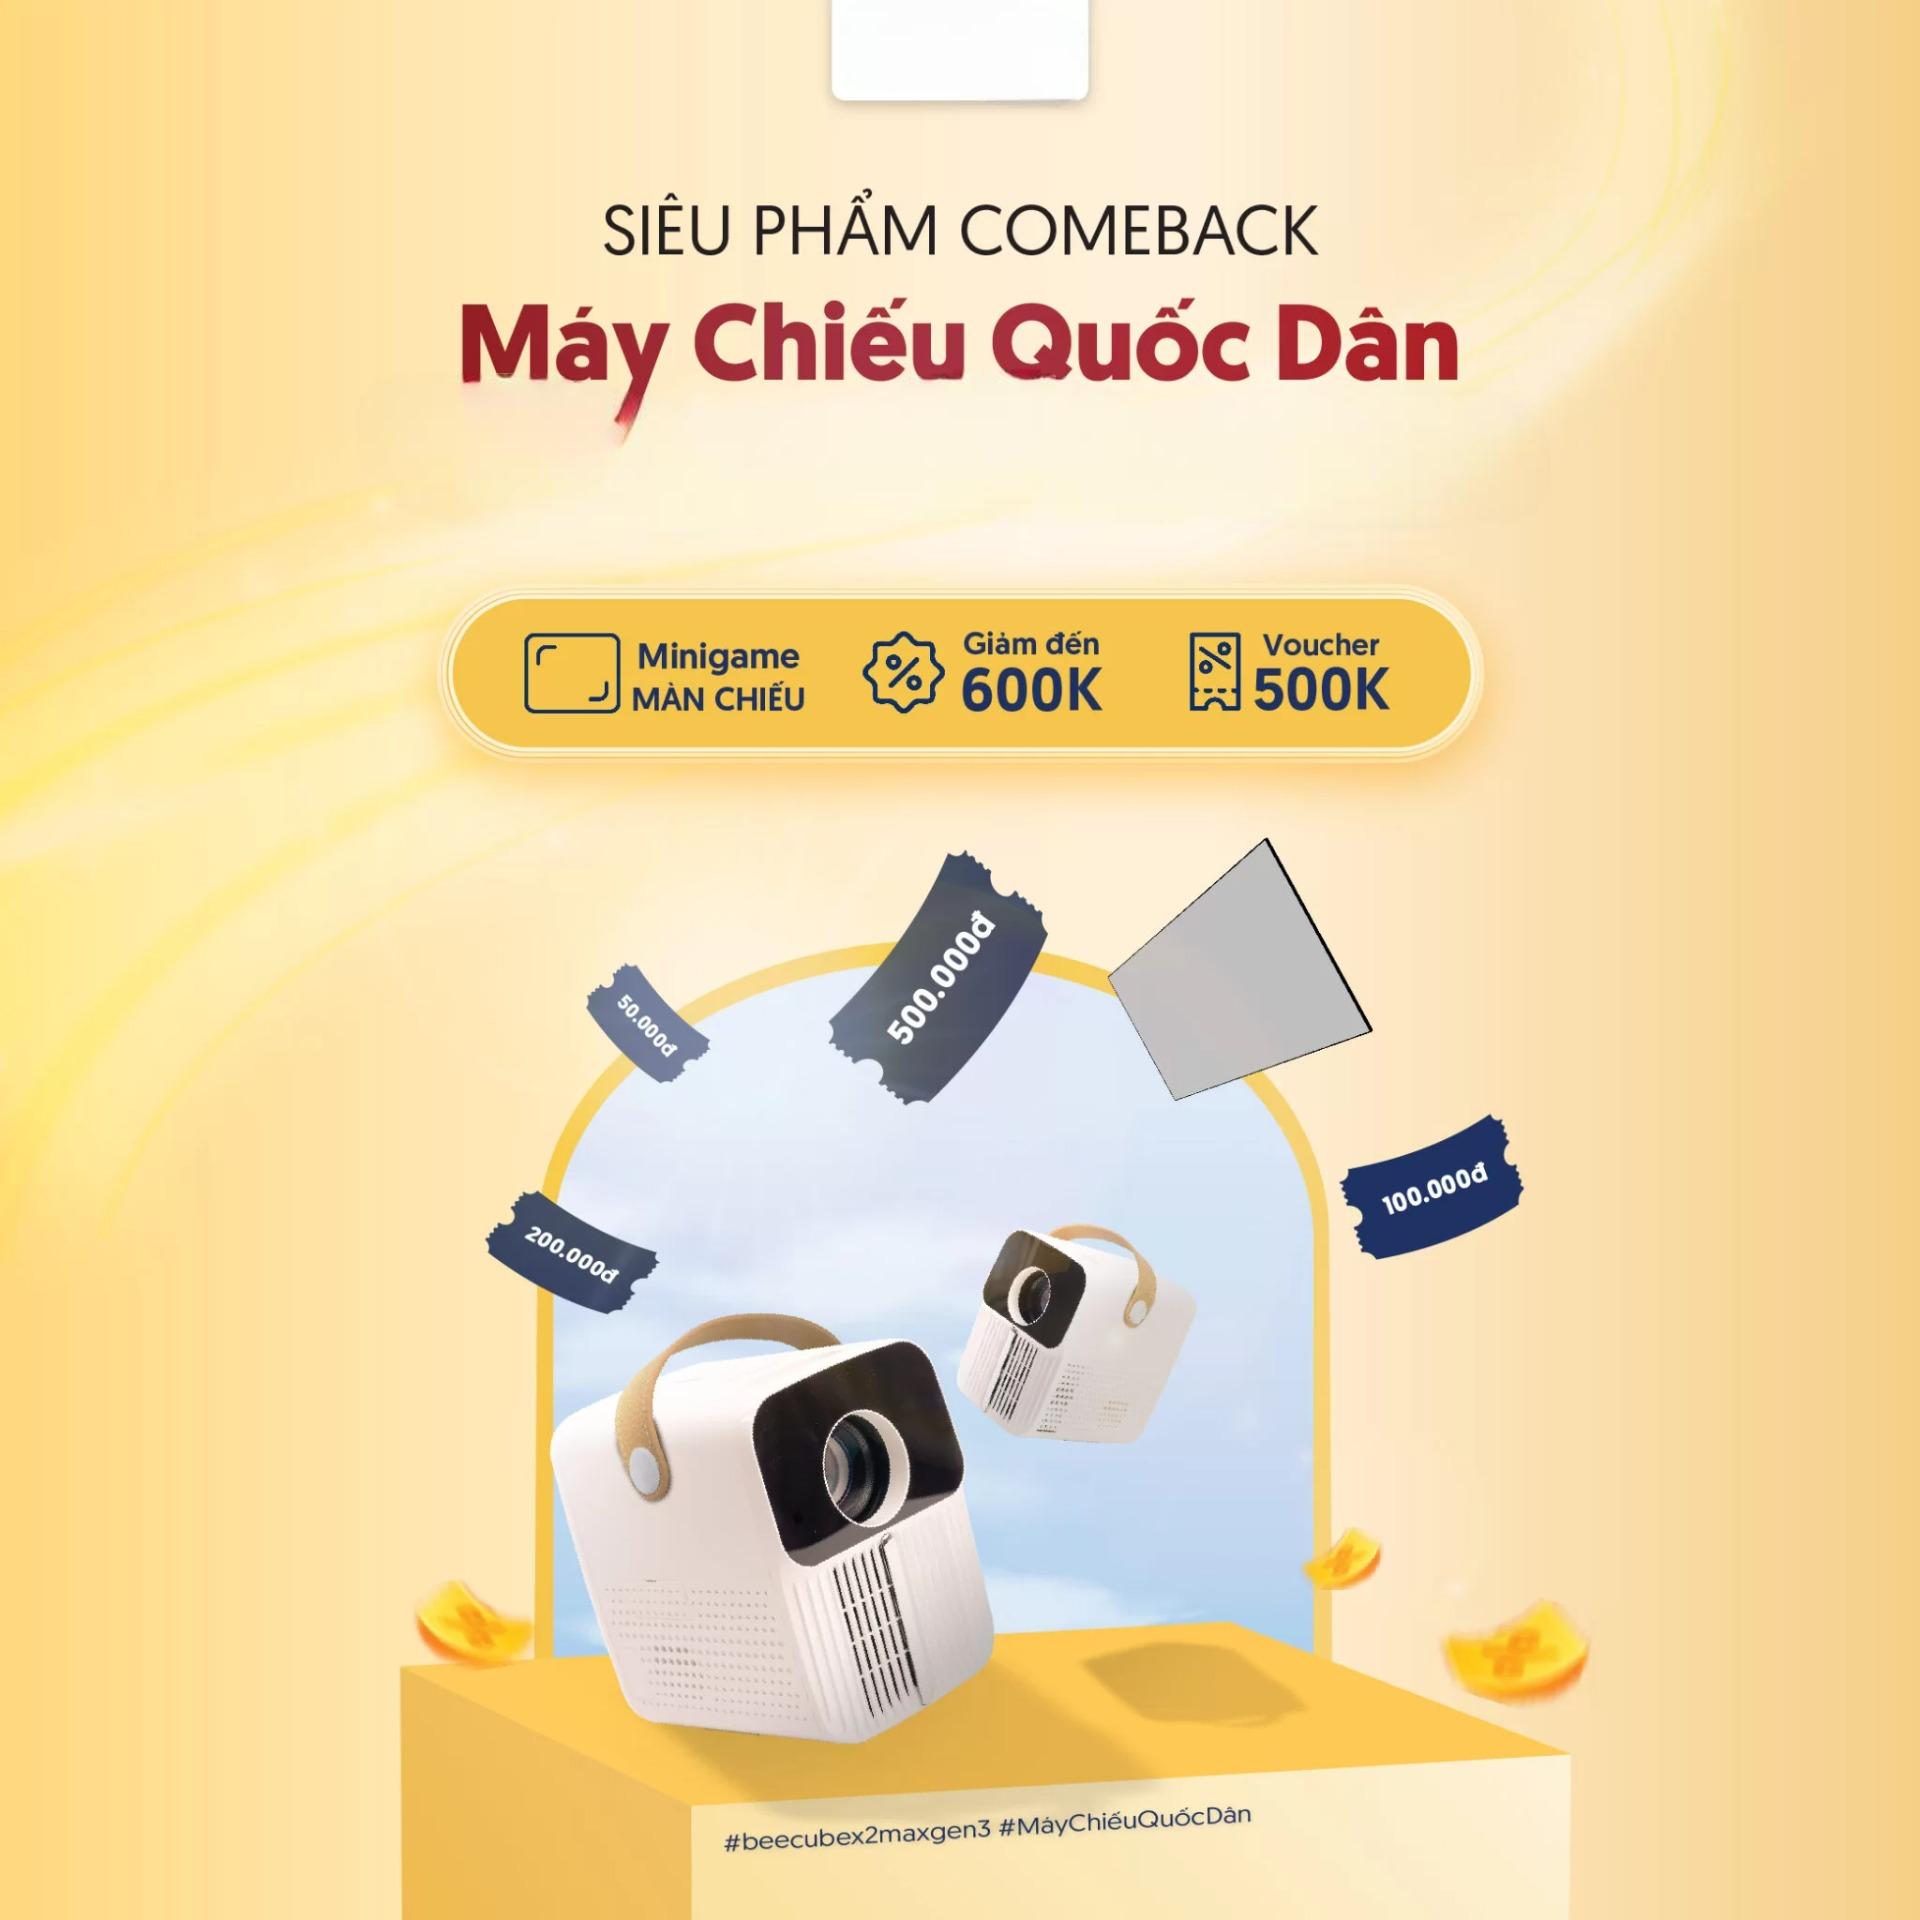 SIÊU PHẨM COMEBACK
Máy Chiếu Quốc Dân
Minigame
MÀN CHIẾU
Giảm đến
600K
Voucher
500K
500.000đ
50.000đ
100.000đ
200.000đ
#beecubex2maxgen3 #MáyChiếuQuốcDân